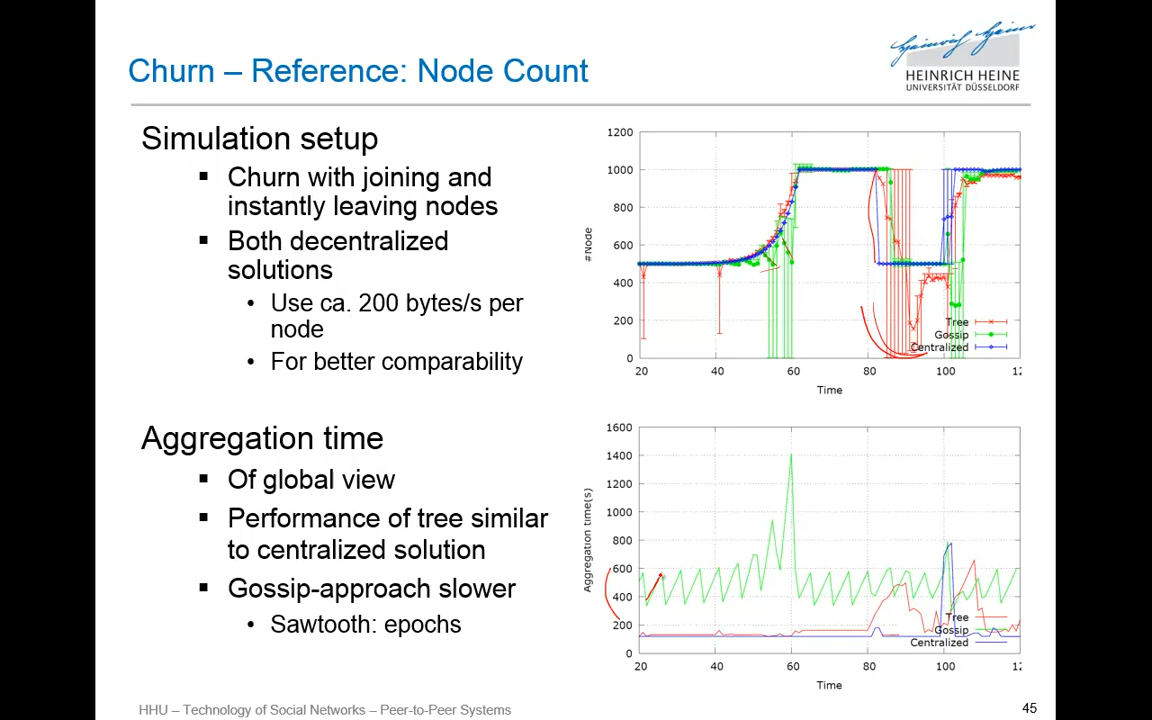 Churn – Reference: Node Count
Heinrich Heine
HEINRICH HEINE
UNIVERSITÄT DÜSSELDORF
Simulation setup
▪ Churn with joining and
instantly leaving nodes
▪ Both decentralized
solutions
• Use ca. 200 bytes/s per
node
• For better comparability
Aggregation time
▪ Of global view
▪ Performance of tree similar
to centralized solution
▪ Gossip-approach slower
• Sawtooth: epochs
1200
1000
800
600
400
200
0
#Node
20 40 60 80 100 12
Time
Tree
Gossip
Centralized
1600
1400
1200
1000
800
600
400
200
0
Aggregation time(s)
20 40 60 80 100 12
Time
Tree
Gossip
Centralized
HHU – Technology of Social Networks – Peer-to-Peer Systems
45